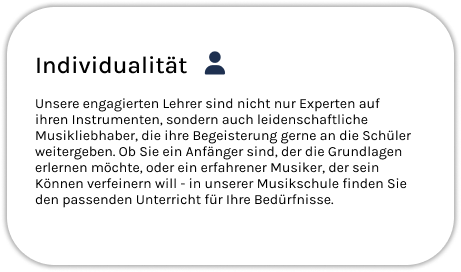 Individualität
Unsere engagierten Lehrer sind nicht nur Experten auf
ihren Instrumenten, sondern auch leidenschaftliche
Musikliebhaber, die ihre Begeisterung gerne an die Schüler
weitergeben. Ob Sie ein Anfänger sind, der die Grundlagen
erlernen möchte, oder ein erfahrener Musiker, der sein
Können verfeinern will - in unserer Musikschule finden Sie
den passenden Unterricht für Ihre Bedürfnisse.